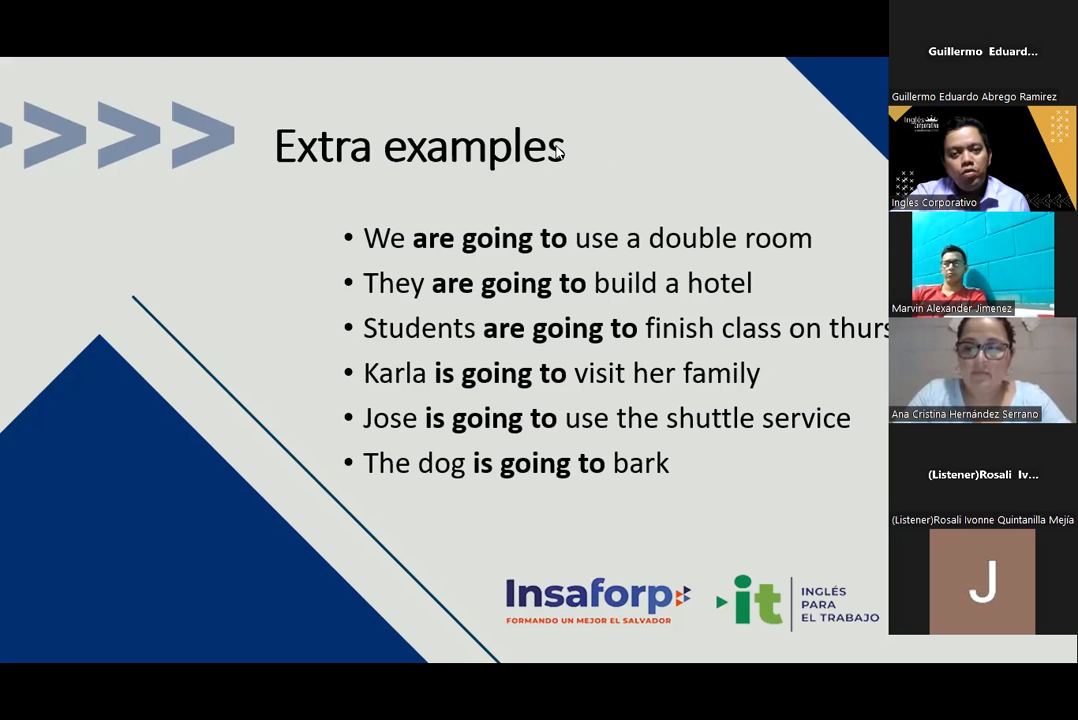 Extra examples
• We are going to use a double room
• They are going to build a hotel
• Students are going to finish class on thurs
• Karla is going to visit her family
• Jose is going to use the shuttle service
• The dog is going to bark
Insaforp
FORMANDO UN MEJOR EL SALVADOR
it
INGLÉS
PARA
EL TRABAJO
Guillermo Eduard...
Guillermo Eduardo Abrego Ramirez
Inglés
Ingles Corporativo
Marvin Alexander Jimenez
Ana Cristina Hernández Serrano
(Listener)Rosali Iv...
(Listener)Rosali Ivonne Quintanilla Mejía
J